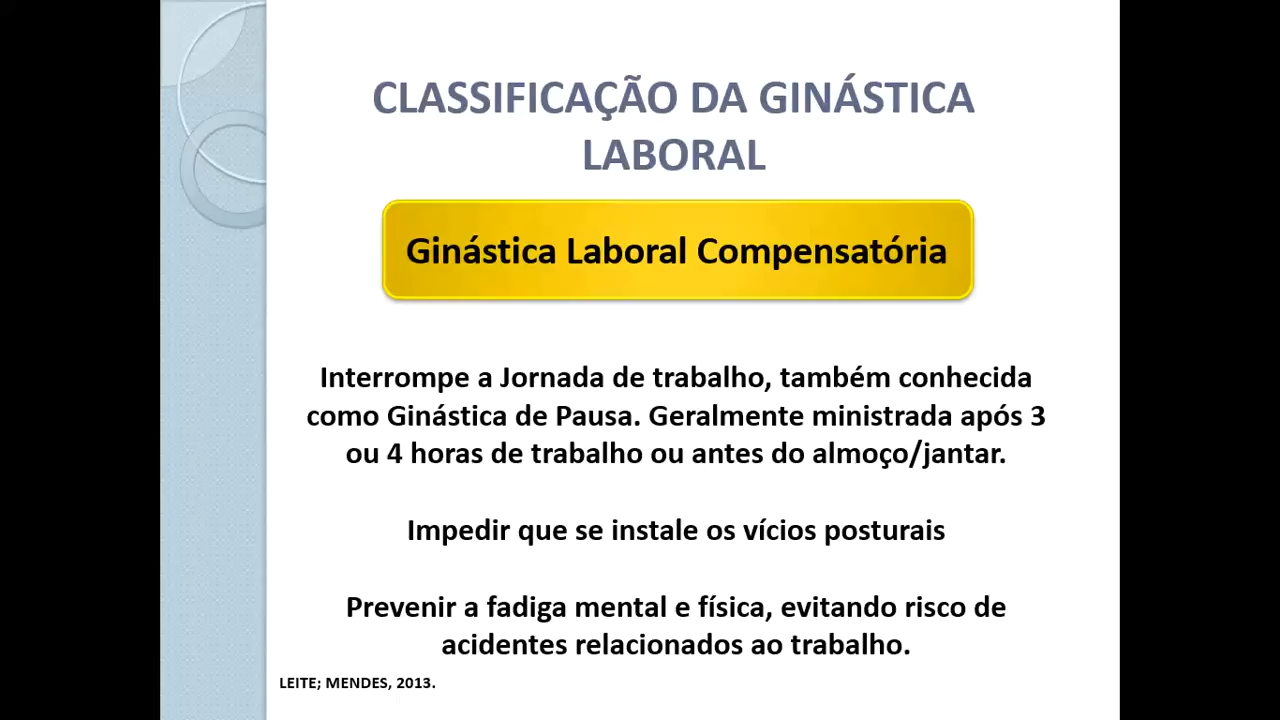 CLASSIFICAÇÃO DA GINÁSTICA
LABORAL
Ginástica Laboral Compensatória
Interrompe a Jornada de trabalho, também conhecida
como Ginástica de Pausa. Geralmente ministrada após 3
ou 4 horas de trabalho ou antes do almoço/jantar.
Impedir que se instale os vícios posturais
Prevenir a fadiga mental e física, evitando risco de
acidentes relacionados ao trabalho.
LEITE; MENDES, 2013.